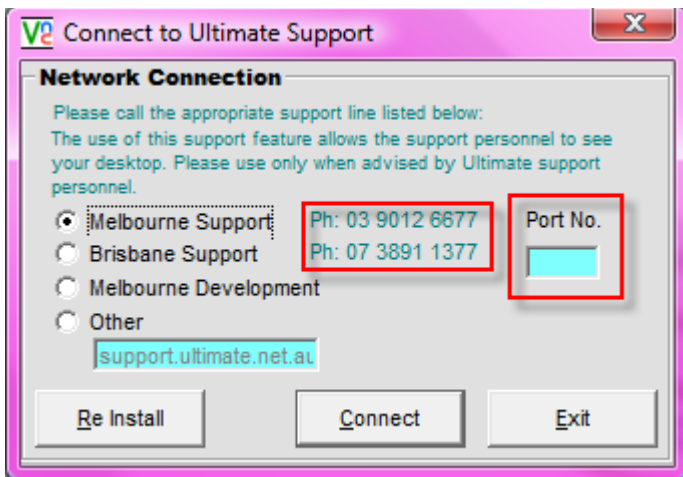 VNC Connect to Ultimate Support
Network Connection
Please call the appropriate support line listed below:
The use of this support feature allows the support personnel to see
your desktop. Please use only when advised by Ultimate support
personnel.
Melbourne Support Ph: 03 9012 6677 Port No.
Brisbane Support Ph: 07 3891 1377
Melbourne Development
Other
support.ultimate.net.au
Re Install Connect Exit